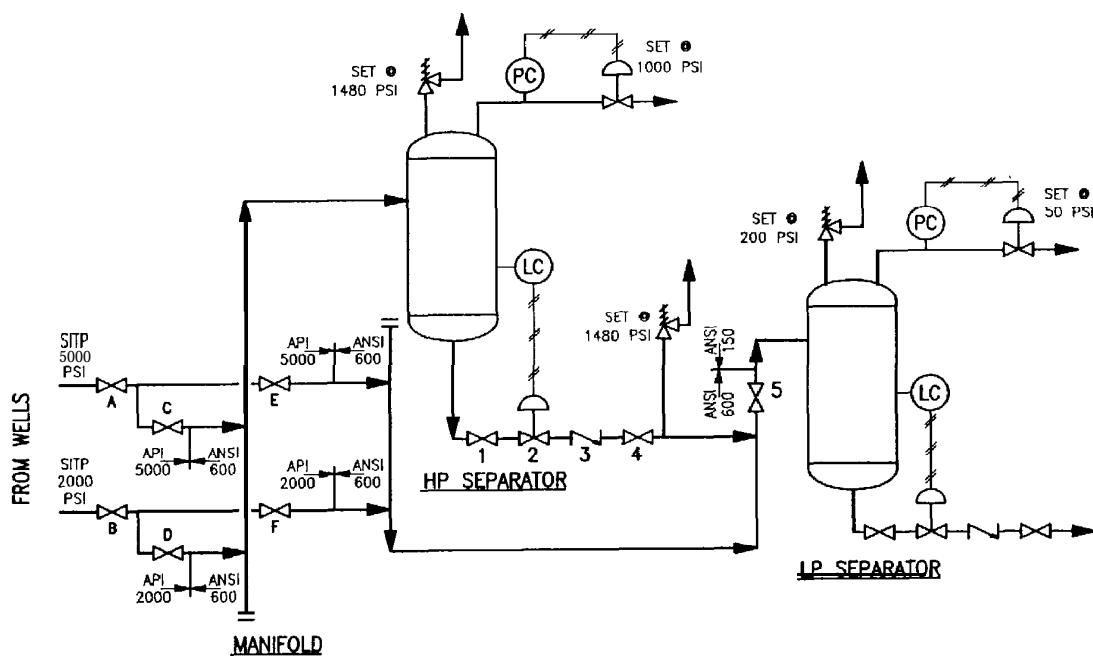 SET @
1480 PSI
PC
SET @
1000 PSI
SET @
200 PSI
PC
SET @
50 PSI
LC
SET @
1480 PSI
ANSI
150
ANSI
600
5
LC
SITP
5000
PSI
A
C
API
5000
ANSI
600
E
API
5000
ANSI
600
FROM WELLS
SITP
2000
PSI
B
D
API
2000
ANSI
600
F
API
2000
ANSI
600
1
2
3
4
HP SEPARATOR
LP SEPARATOR
MANIFOLD